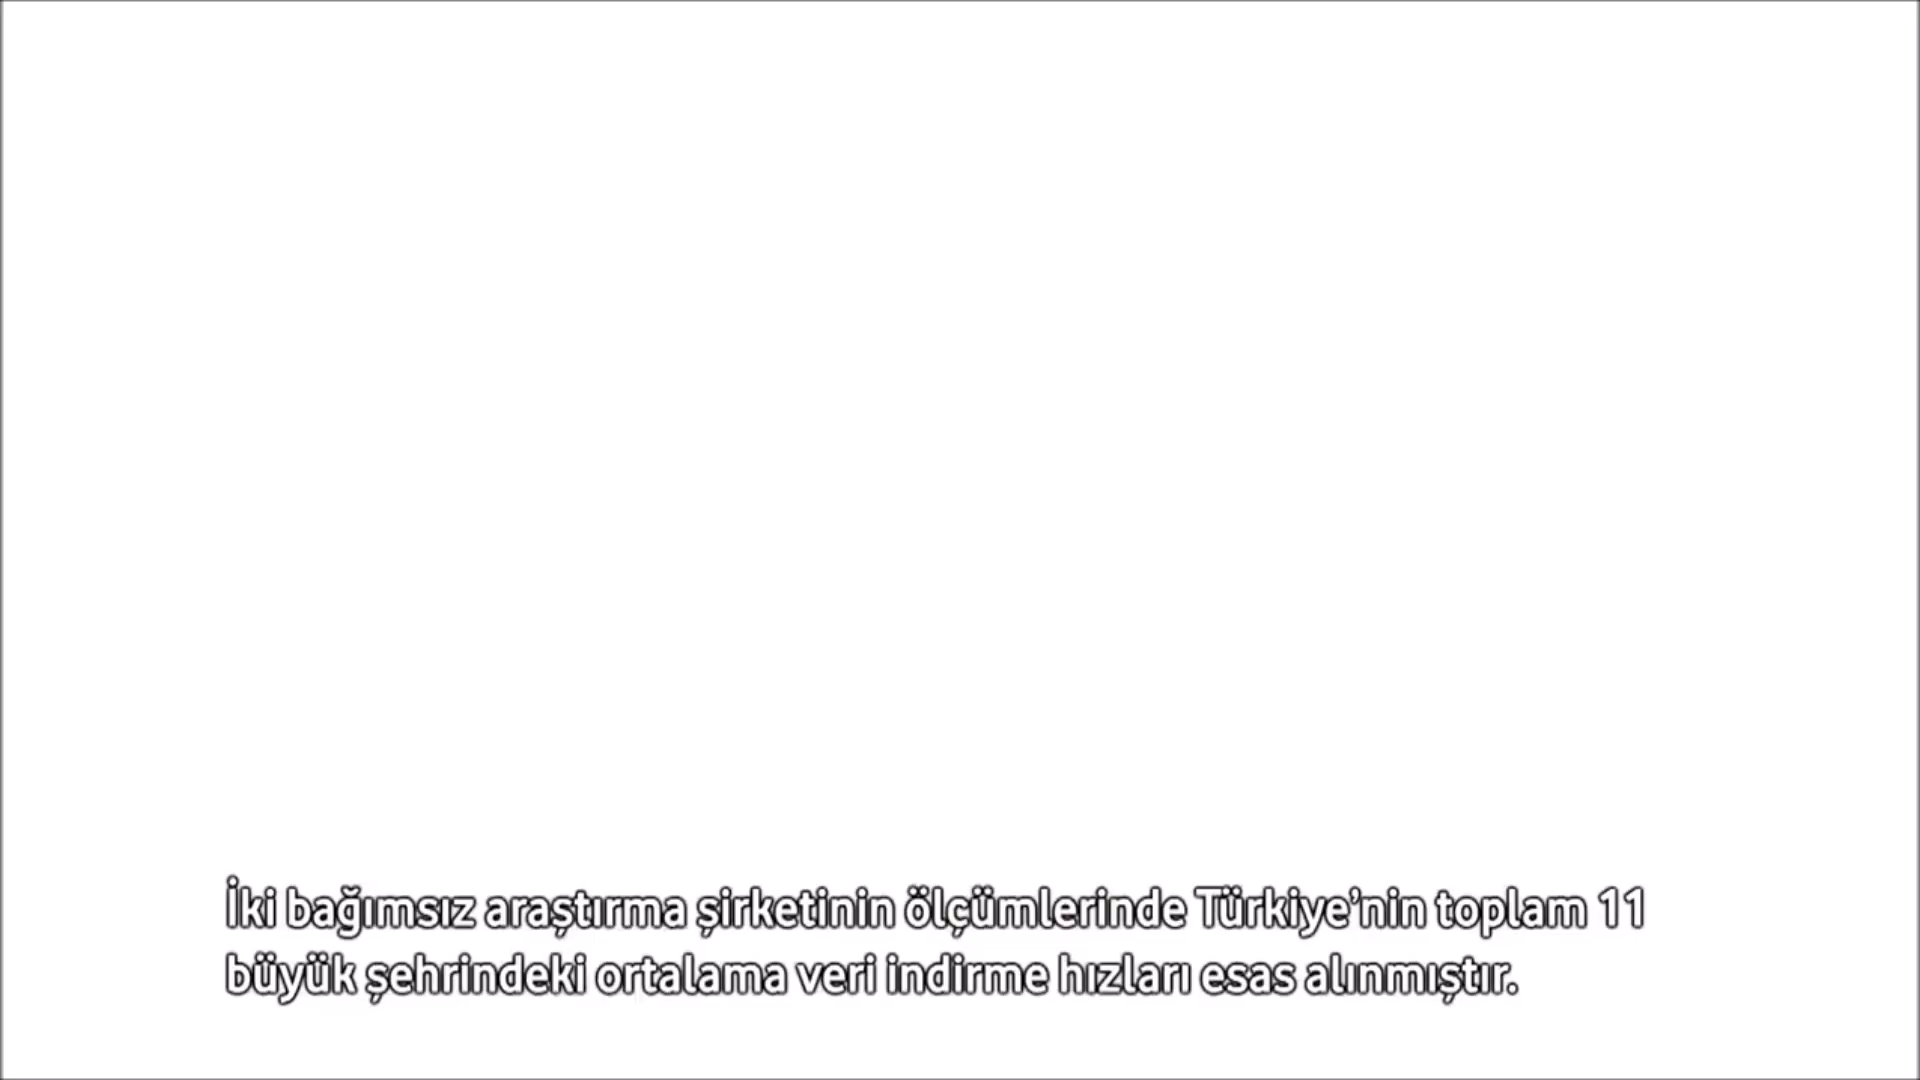 İki bağımsız araştırma şirketinin ölçümlerinde Türkiye’nin toplam 11
büyük şehrindeki ortalama veri indirme hızları esas alınmıştır.